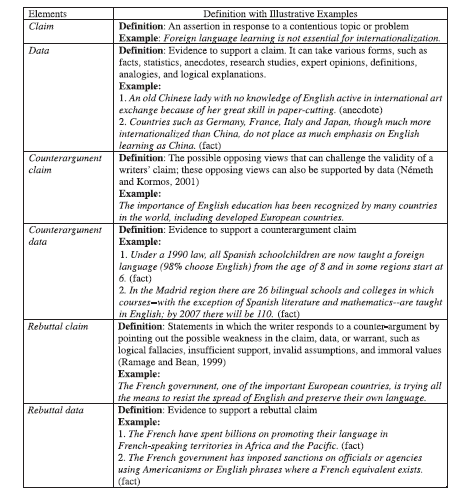 Elements Definition with Illustrative Examples
Claim Definition: An assertion in response to a contentious topic or problem
Example: Foreign language learning is not essential for internationalization.
Data Definition: Evidence to support a claim. It can take various forms, such as
facts, statistics, anecdotes, research studies, expert opinions, definitions,
analogies, and logical explanations.
Example:
1. An old Chinese lady with no knowledge of English active in international art
exchange because of her great skill in paper-cutting. (anecdote)
2. Countries such as Germany, France, Italy and Japan, though much more
internationalized than China, do not place as much emphasis on English
learning as China. (fact)
Counterargument claim Definition: The possible opposing views that can challenge the validity of a
writers' claim; these opposing views can also be supported by data (Németh
and Kormos, 2001)
Example:
The importance of English education has been recognized by many countries
in the world, including developed European countries.
Counterargument data Definition: Evidence to support a counterargument claim
Example:
1. Under a 1990 law, all Spanish schoolchildren are now taught a foreign
language (98% choose English) from the age of 8 and in some regions start at
6. (fact)
2. In the Madrid region there are 26 bilingual schools and colleges in which
courses—with the exception of Spanish literature and mathematics--are taught
in English; by 2007 there will be 110. (fact)
Rebuttal claim Definition: Statements in which the writer responds to a counter-argument by
pointing out the possible weakness in the claim, data, or warrant, such as
logical fallacies, insufficient support, invalid assumptions, and immoral values
(Ramage and Bean, 1999)
Example:
The French government, one of the important European countries, is trying all
the means to resist the spread of English and preserve their own language.
Rebuttal data Definition: Evidence to support a rebuttal claim
Example:
1. The French have spent billions on promoting their language in
French-speaking territories in Africa and the Pacific. (fact)
2. The French government has imposed sanctions on officials or agencies
using Americanisms or English phrases where a French equivalent exists.
(fact)